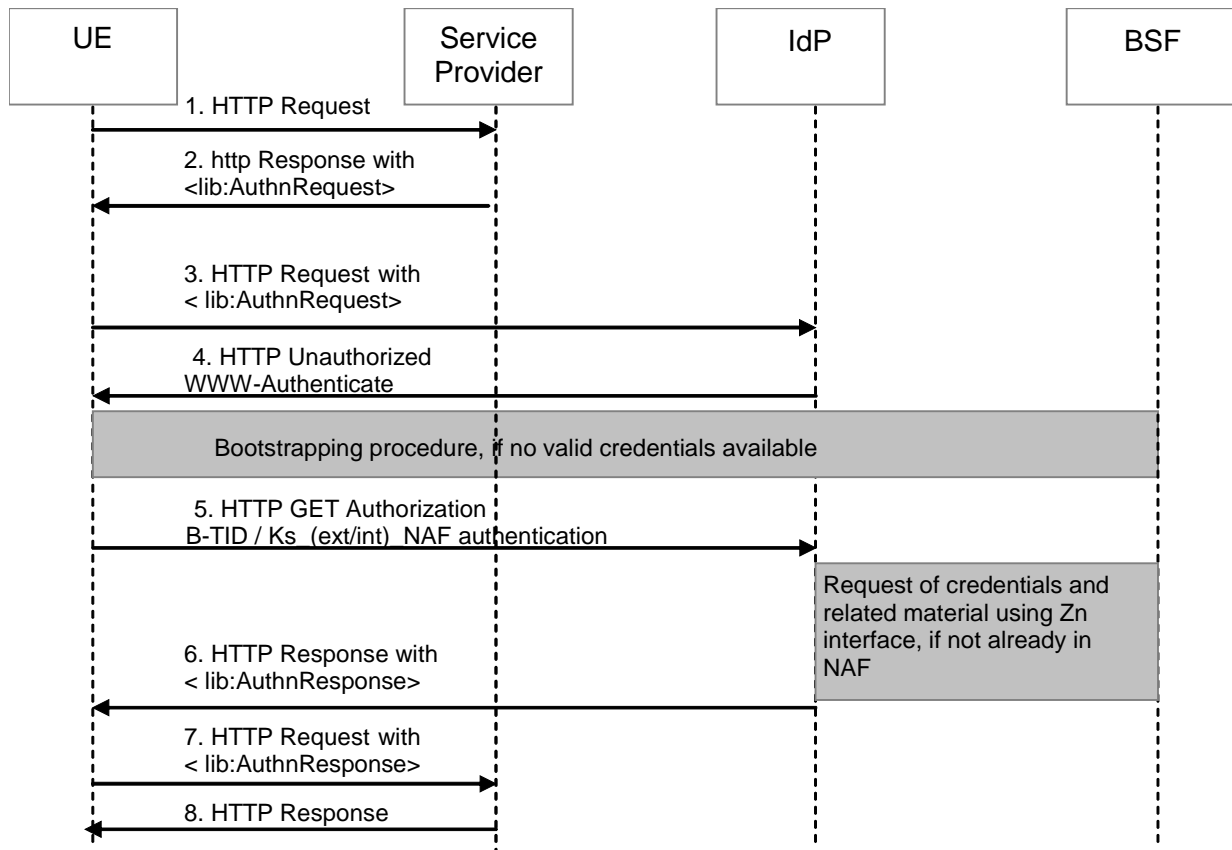 UE
Service
Provider
IdP
BSF
1. HTTP Request
2. http Response with
<lib:AuthnRequest>
3. HTTP Request with
< lib:AuthnRequest>
4. HTTP Unauthorized
WWW-Authenticate
Bootstrapping procedure, if no valid credentials available
5. HTTP GET Authorization
B-TID / Ks_(ext/int)_NAF authentication
Request of credentials and
related material using Zn
interface, if not already in
NAF
6. HTTP Response with
< lib:AuthnResponse>
7. HTTP Request with
< lib:AuthnResponse>
8. HTTP Response